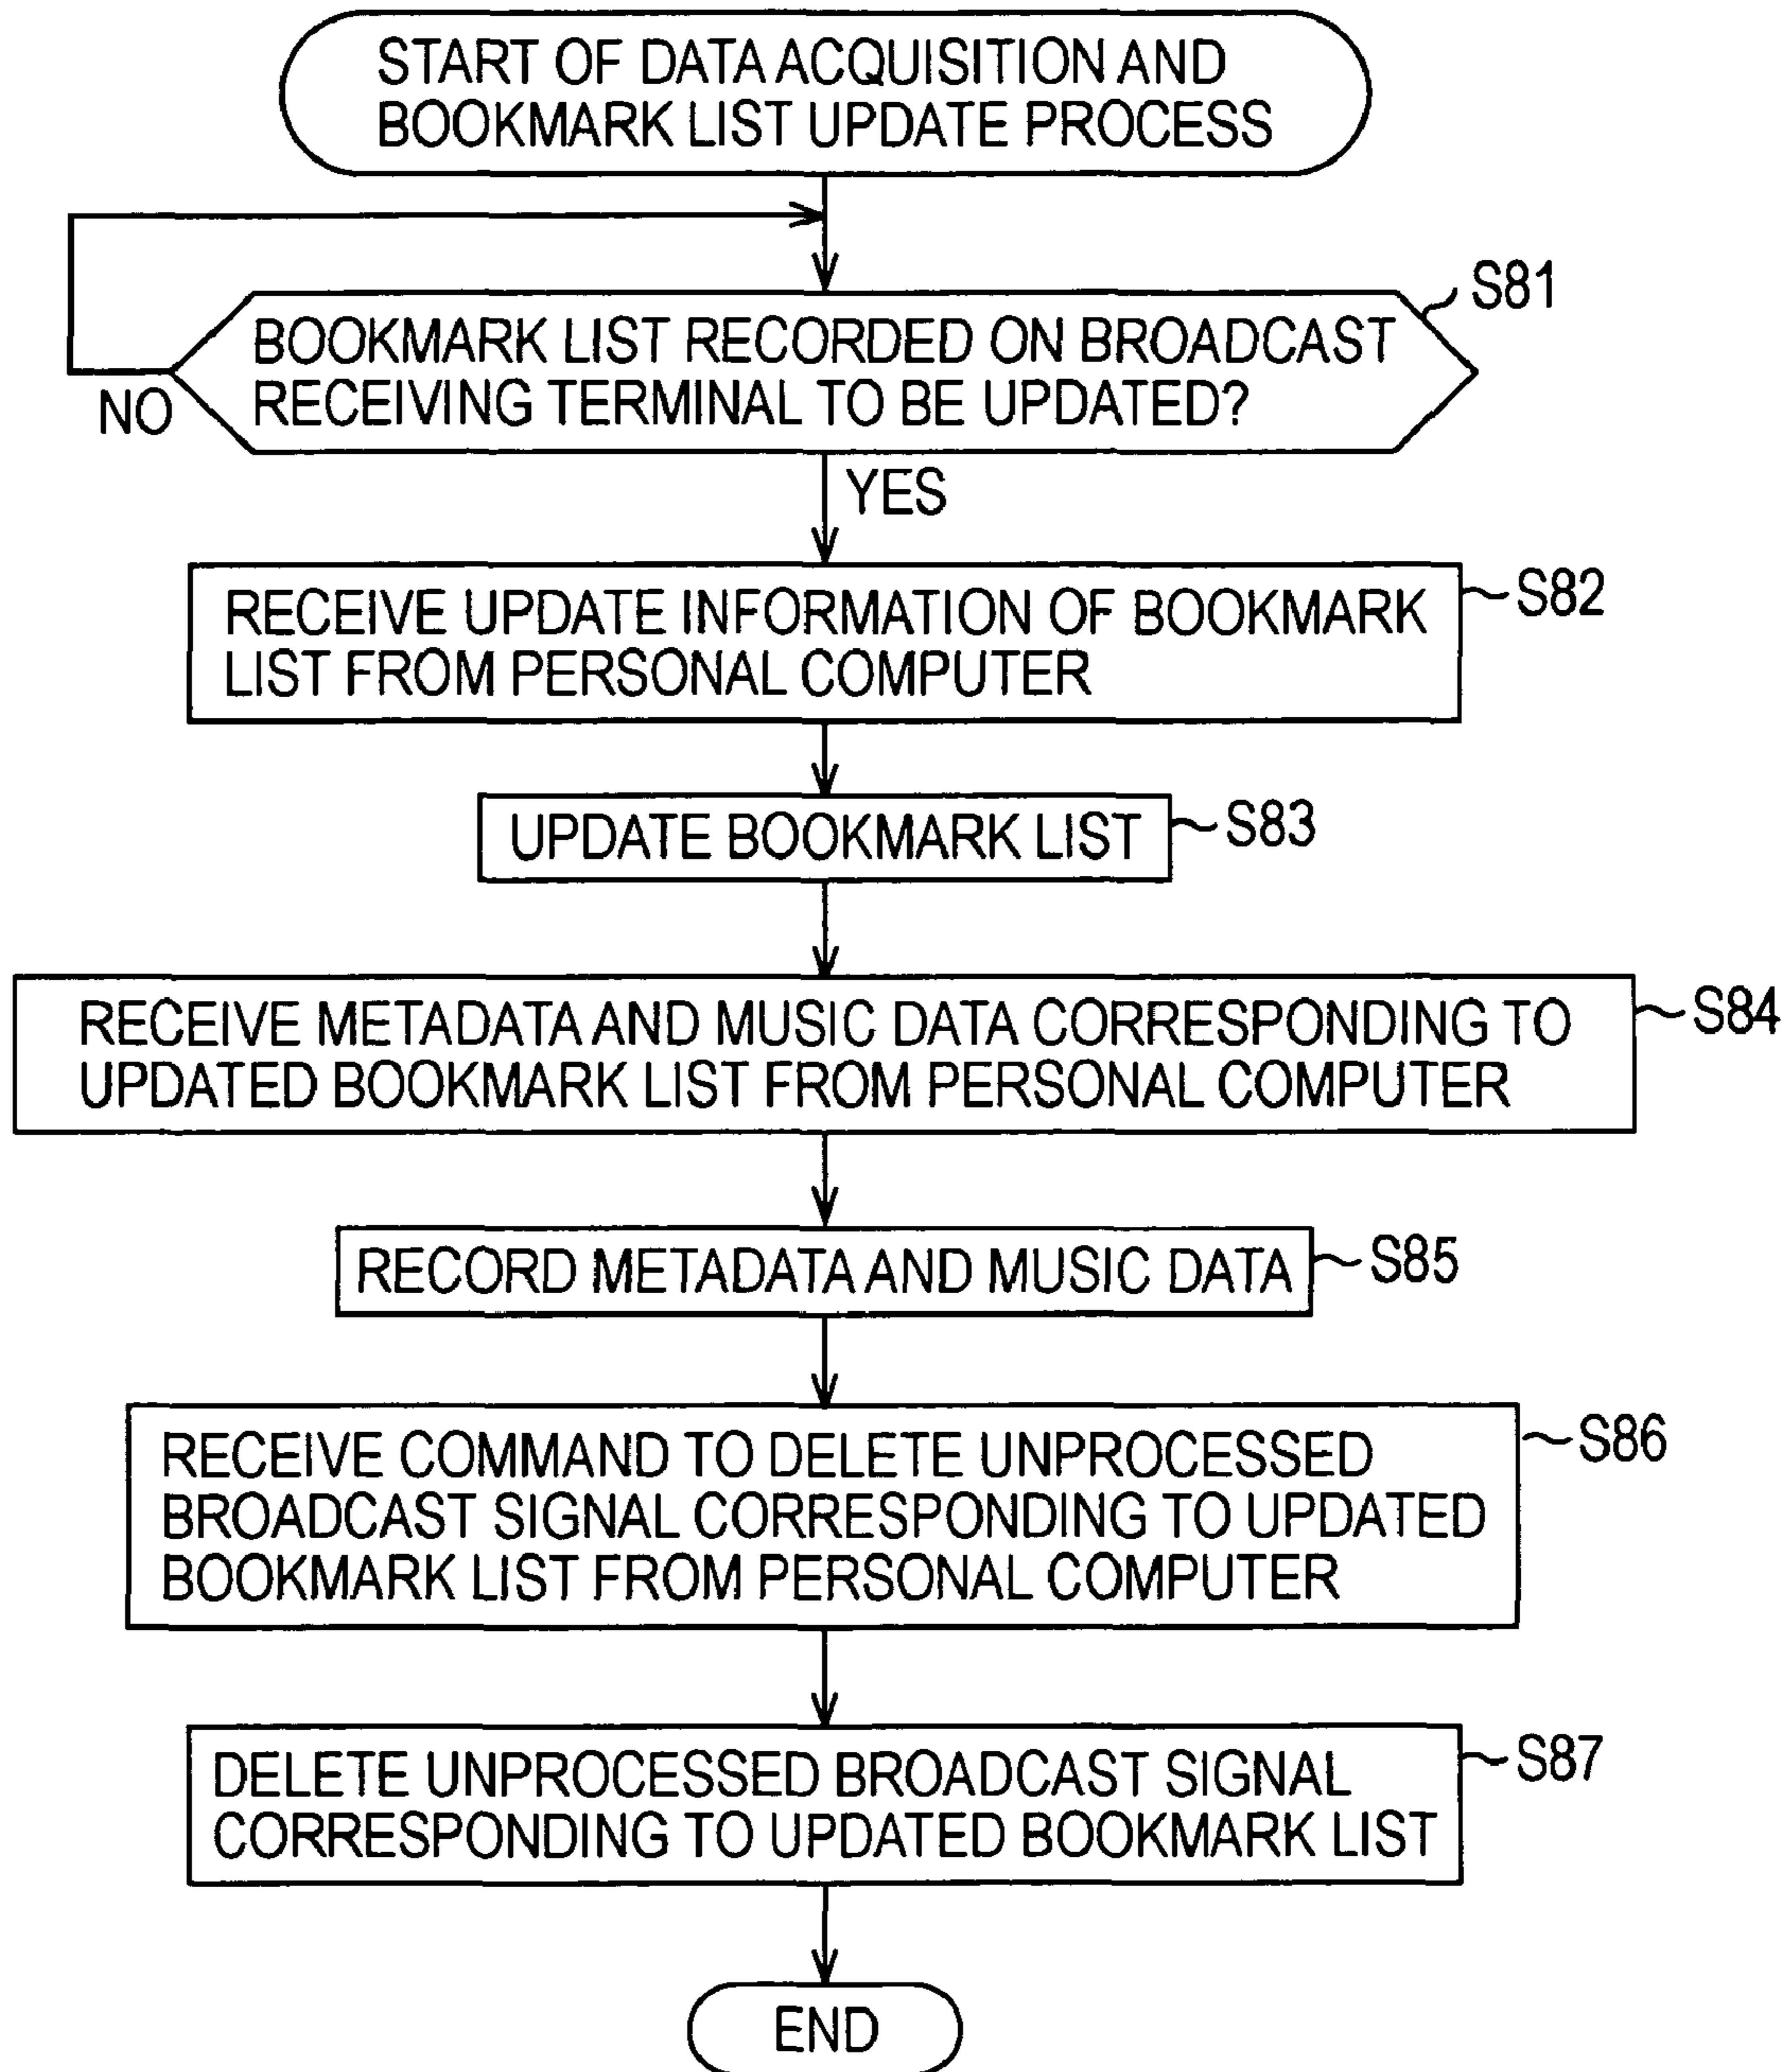 START OF DATA ACQUISITION AND
BOOKMARK LIST UPDATE PROCESS
S81
BOOKMARK LIST RECORDED ON BROADCAST
RECEIVING TERMINAL TO BE UPDATED?
NO
YES
S82
RECEIVE UPDATE INFORMATION OF BOOKMARK
LIST FROM PERSONAL COMPUTER
UPDATE BOOKMARK LIST
S83
RECEIVE METADATA AND MUSIC DATA CORRESPONDING TO
UPDATED BOOKMARK LIST FROM PERSONAL COMPUTER
S84
RECORD METADATA AND MUSIC DATA
S85
RECEIVE COMMAND TO DELETE UNPROCESSED
BROADCAST SIGNAL CORRESPONDING TO UPDATED
BOOKMARK LIST FROM PERSONAL COMPUTER
S86
DELETE UNPROCESSED BROADCAST SIGNAL
CORRESPONDING TO UPDATED BOOKMARK LIST
S87
END